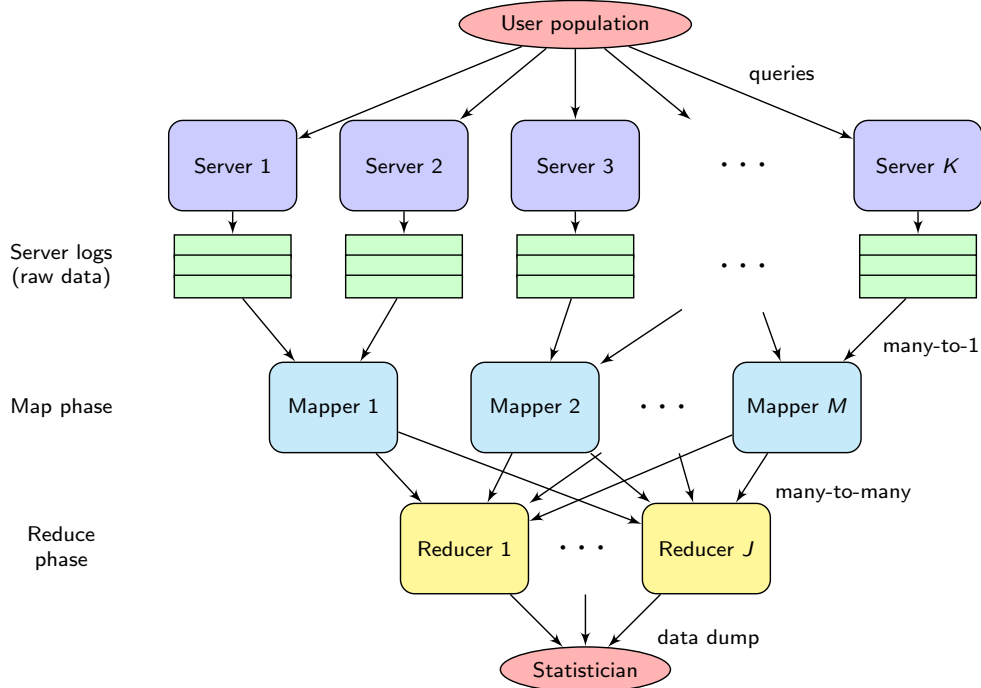 User population
queries
Server 1
Server 2
Server 3
. . .
Server K
Server logs
(raw data)
. . .
many-to-1
Map phase
Mapper 1
Mapper 2
. . .
Mapper M
many-to-many
Reduce
phase
Reducer 1
. . .
Reducer J
data dump
Statistician